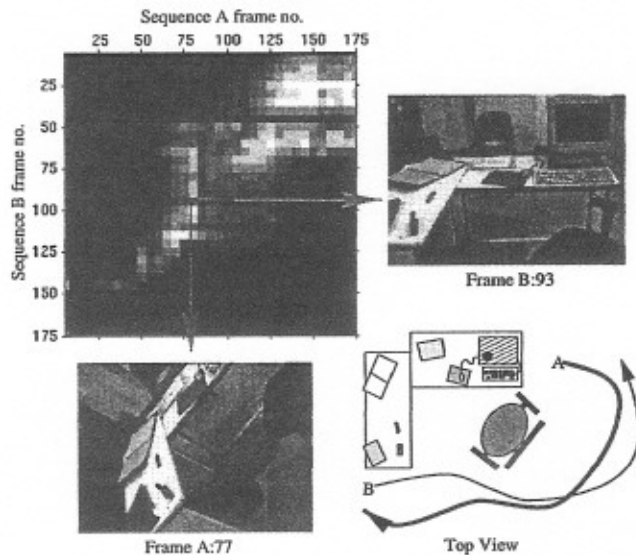 Sequence A frame no.
25 50 75 100 125 150 175
Sequence B frame no.
25
50
75
100
125
150
175
Frame B:93
Frame A:77
A
B
Top View